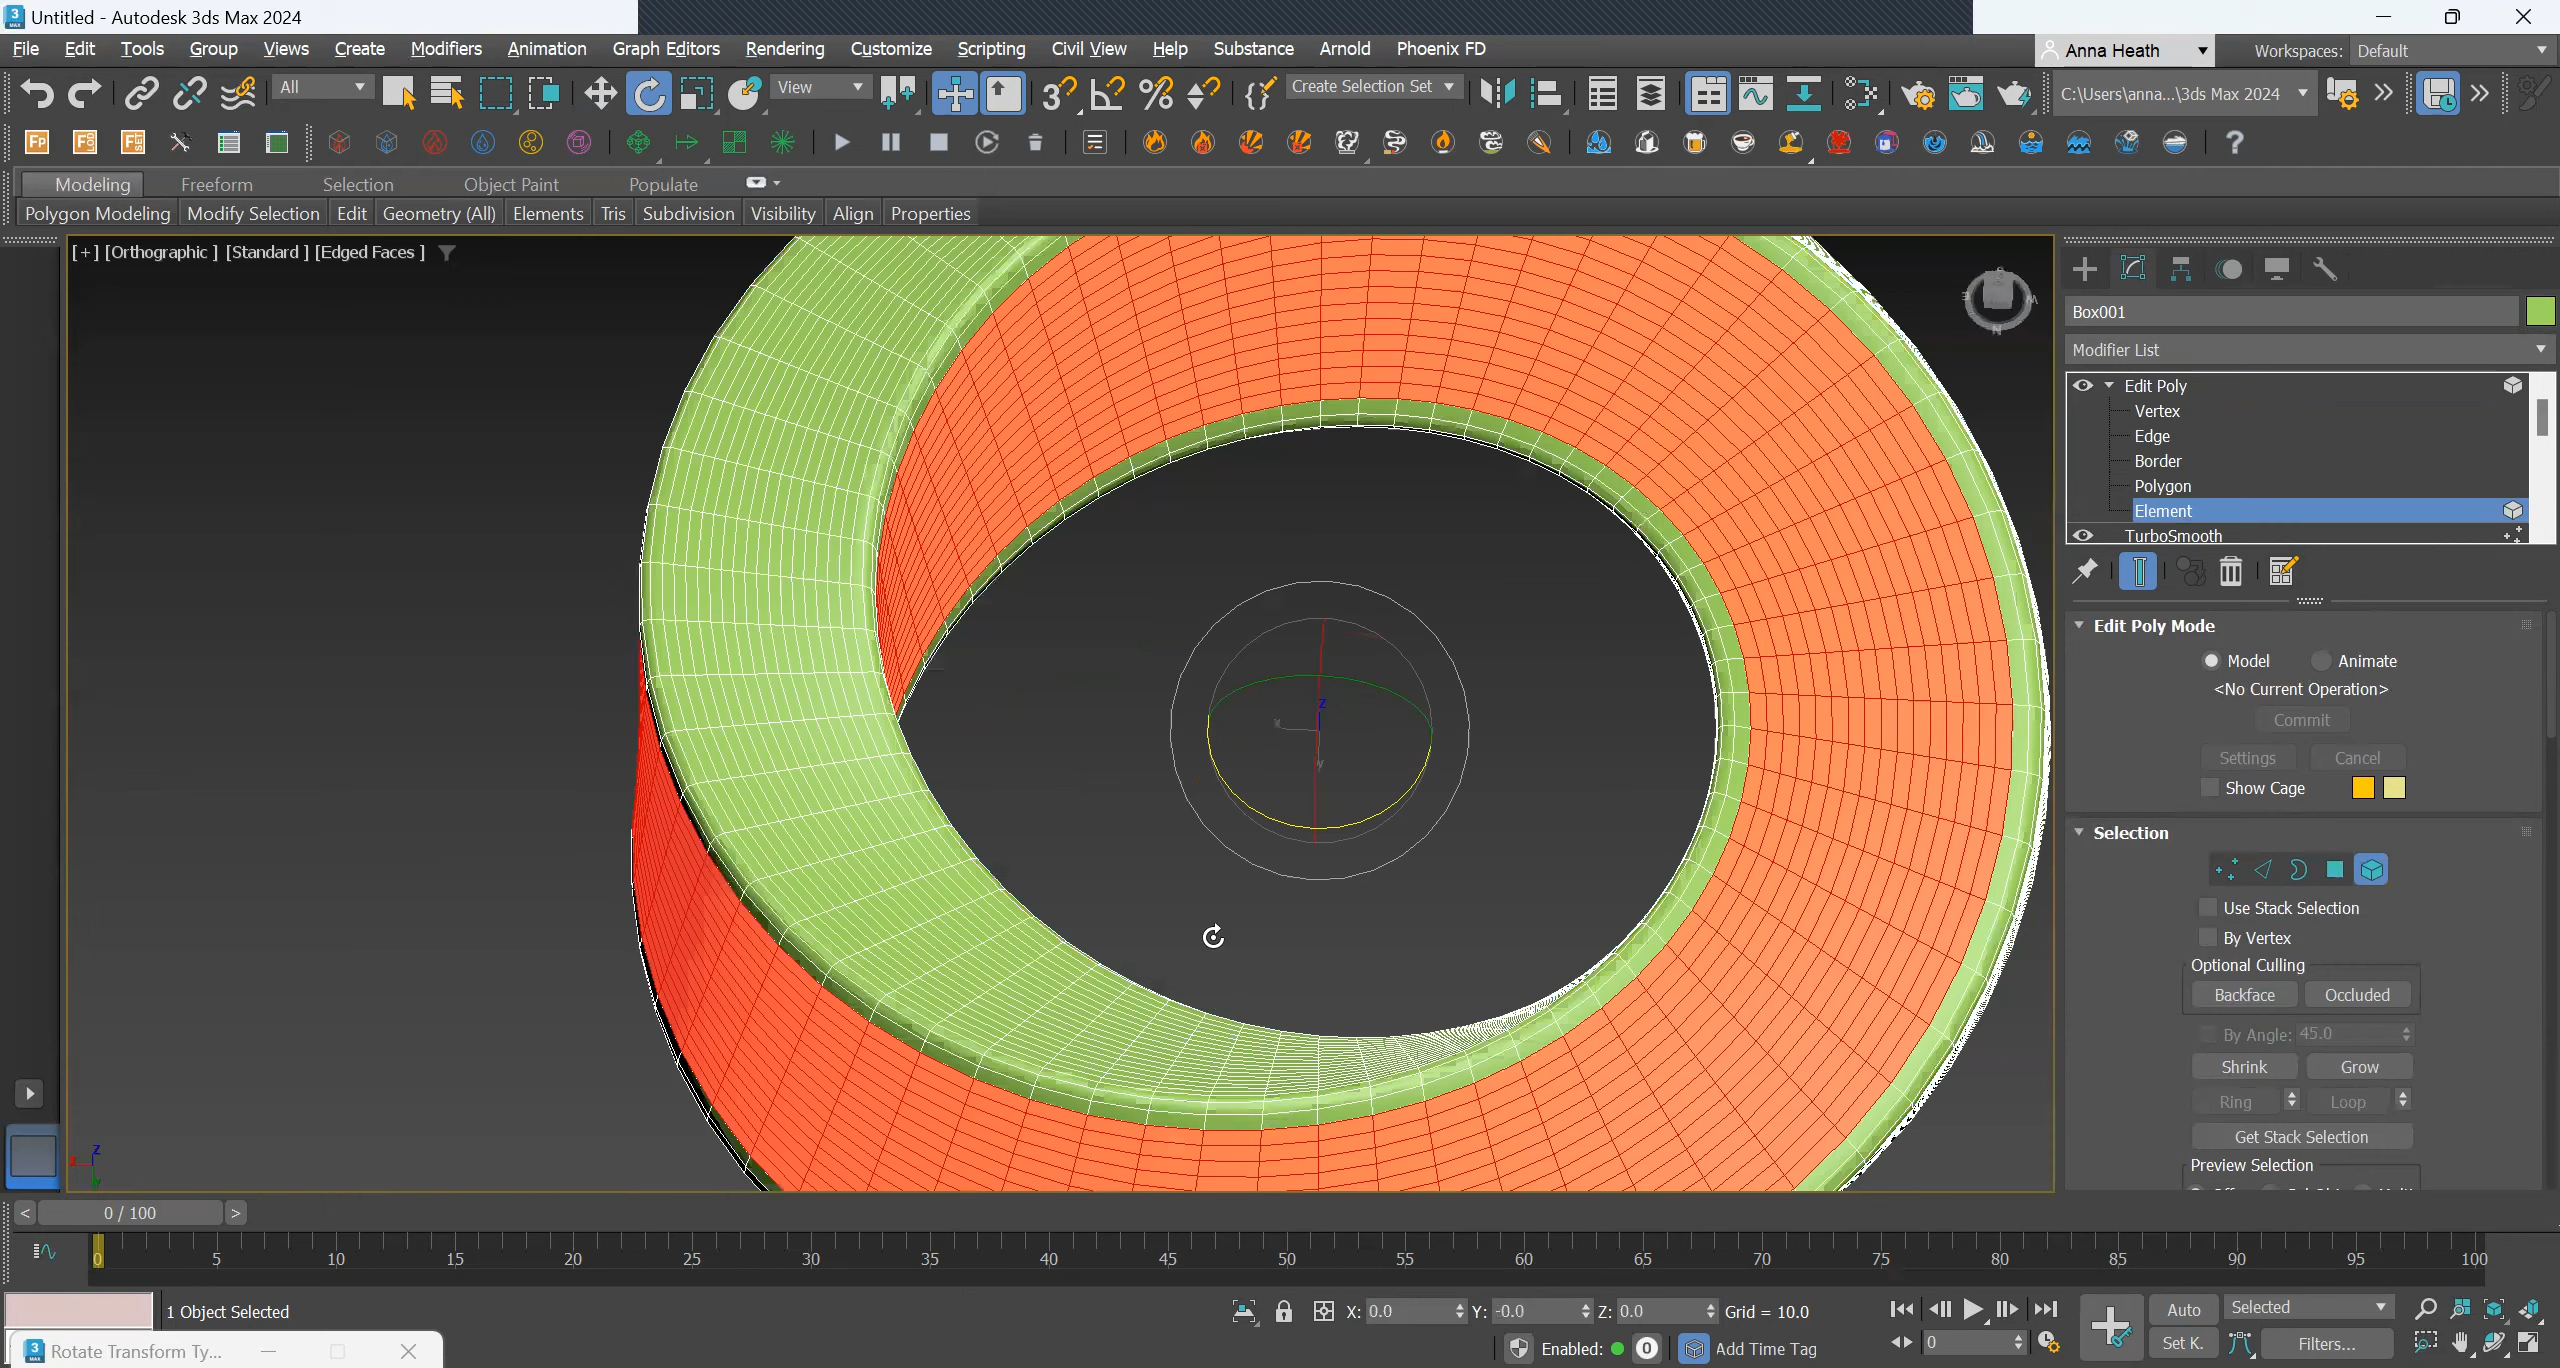 Untitled - Autodesk 3ds Max 2024
File Edit Tools Group Views Create Modifiers Animation Graph Editors Rendering Customize Scripting Civil View Help Substance Arnold Phoenix FD
Anna Heath
Workspaces: Default
All
View
Create Selection Set
C:\Users\anna...\3ds Max 2024
Modeling Freeform Selection Object Paint Populate
Polygon Modeling Modify Selection Edit Geometry (All) Elements Tris Subdivision Visibility Align Properties
[+] [Orthographic ] [Standard ] [Edged Faces ]
Box001
Modifier List
Edit Poly
Vertex
Edge
Border
Polygon
Element
TurboSmooth
Edit Poly Mode
Model Animate
<No Current Operation>
Commit
Settings Cancel
Show Cage
Selection
Use Stack Selection
By Vertex
Optional Culling
Backface Occluded
By Angle: 45.0
Shrink Grow
Ring Loop
Get Stack Selection
Preview Selection
0 / 100
0 5 10 15 20 25 30 35 40 45 50 55 60 65 70 75 80 85 90 95 100
1 Object Selected
X: 0.0 Y: -0.0 Z: 0.0 Grid = 10.0
Auto Selected
Rotate Transform Ty...
Enabled: 0 Add Time Tag
0
Set K. Filters...